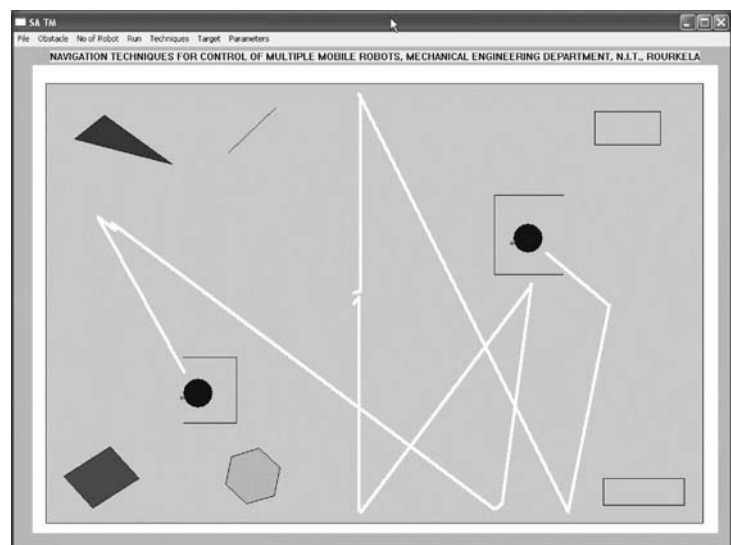 SA TM
File Obstacle No of Robot Run Techniques Target Parameters
NAVIGATION TECHNIQUES FOR CONTROL OF MULTIPLE MOBILE ROBOTS, MECHANICAL ENGINEERING DEPARTMENT, N.I.T., ROURKELA